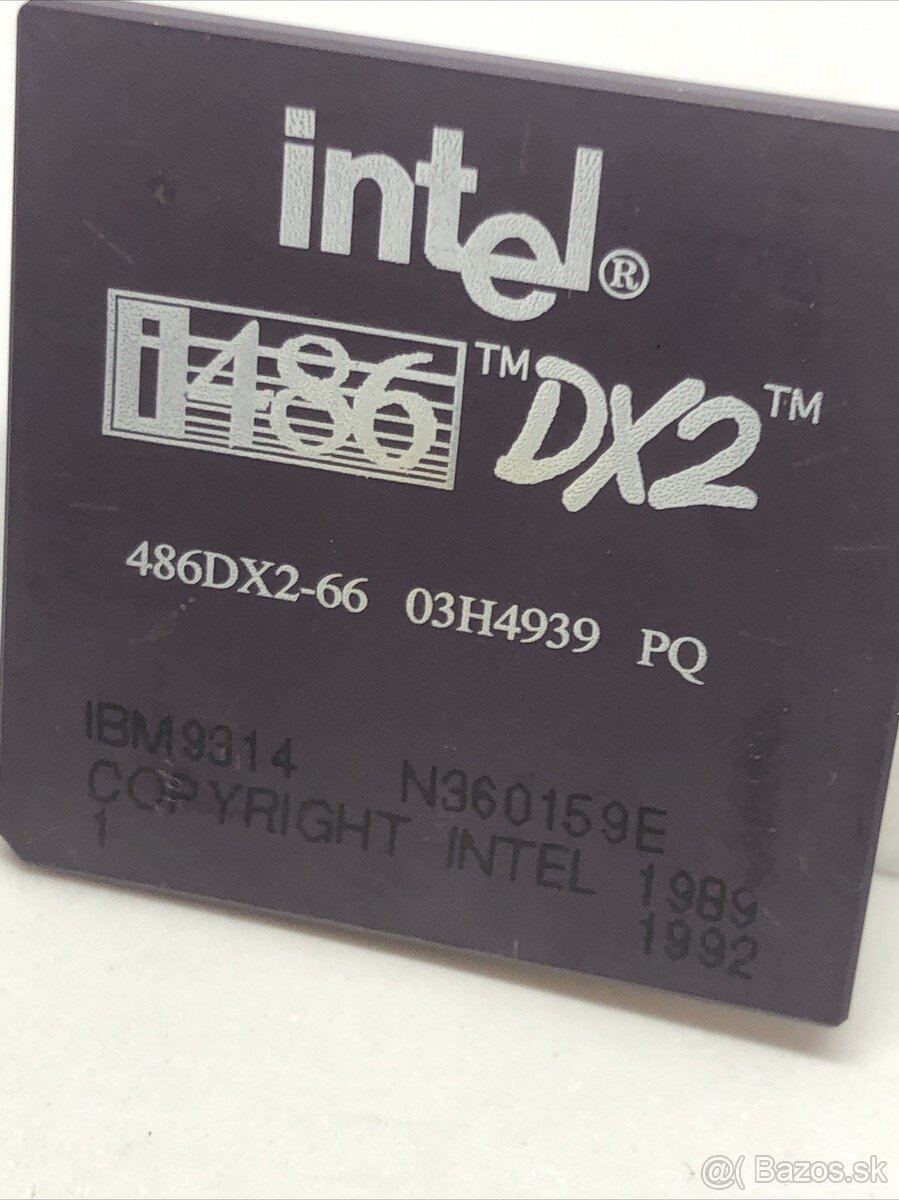 intel®
i486™ DX2™
486DX2-66 03H4939 PQ
IBM9314 N360159E
COPYRIGHT INTEL 1989
1 1992
@( Bazos.sk